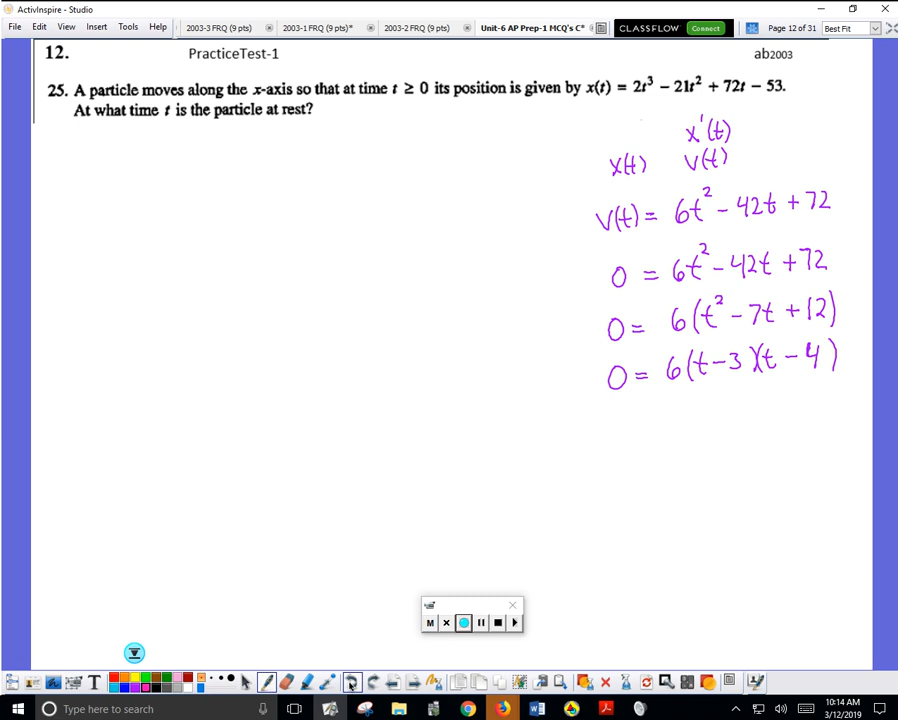 ActivInspire - Studio
File Edit View Insert Tools Help 2003-3 FRQ (9 pts) 2003-1 FRQ (9 pts)* 2003-2 FRQ (9 pts) Unit-6 AP Prep-1 MCQ's C* CLASSFLOW Connect Page 12 of 31 Best Fit
12. PracticeTest-1 ab2003
25. A particle moves along the x-axis so that at time t ≥ 0 its position is given by x(t) = 2t³ − 21t² + 72t − 53.
At what time t is the particle at rest?
x'(t)
x(t) v(t)
v(t) = 6t² − 42t + 72
0 = 6t² − 42t + 72
0 = 6(t² − 7t + 12)
0 = 6(t − 3)(t − 4)
M
T
Type here to search
10:14 AM
3/12/2019